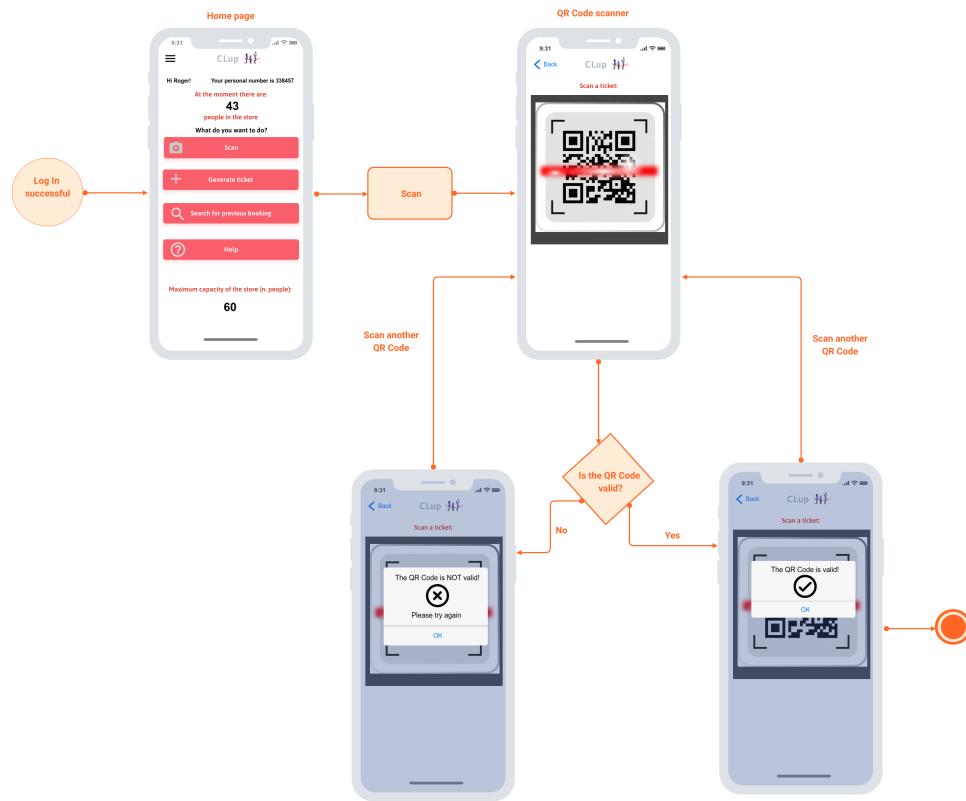 Home page
QR Code scanner
9:31
CLup
Hi Roger!
Your personal number is 338457
At the moment there are:
43
people in the store
What do you want to do?
Scan
Generate ticket
Search for previous booking
Help
Maximum capacity of the store (n. people):
60
Log In
successful
Scan
9:31
Back
CLup
Scan a ticket:
Scan another
QR Code
Scan another
QR Code
Is the QR Code
valid?
No
Yes
9:31
Back
CLup
Scan a ticket:
The QR Code is NOT valid!
Please try again
OK
9:31
Back
CLup
Scan a ticket:
The QR Code is valid!
OK